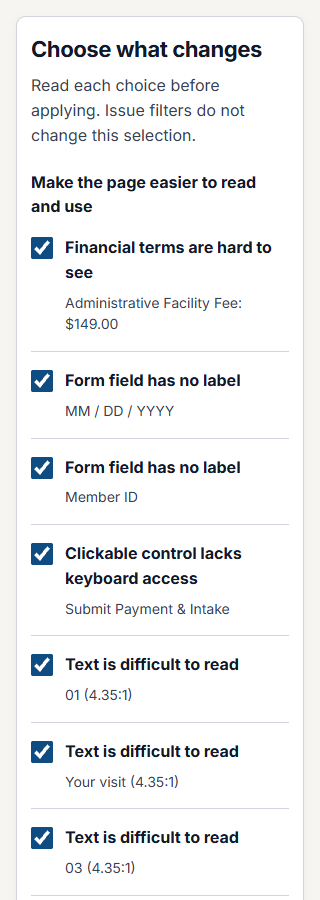 Choose what changes
Read each choice before
applying. Issue filters do not
change this selection.
Make the page easier to read
and use
Financial terms are hard to
see
Administrative Facility Fee:
$149.00
Form field has no label
MM / DD / YYYY
Form field has no label
Member ID
Clickable control lacks
keyboard access
Submit Payment & Intake
Text is difficult to read
01 (4.35:1)
Text is difficult to read
Your visit (4.35:1)
Text is difficult to read
03 (4.35:1)